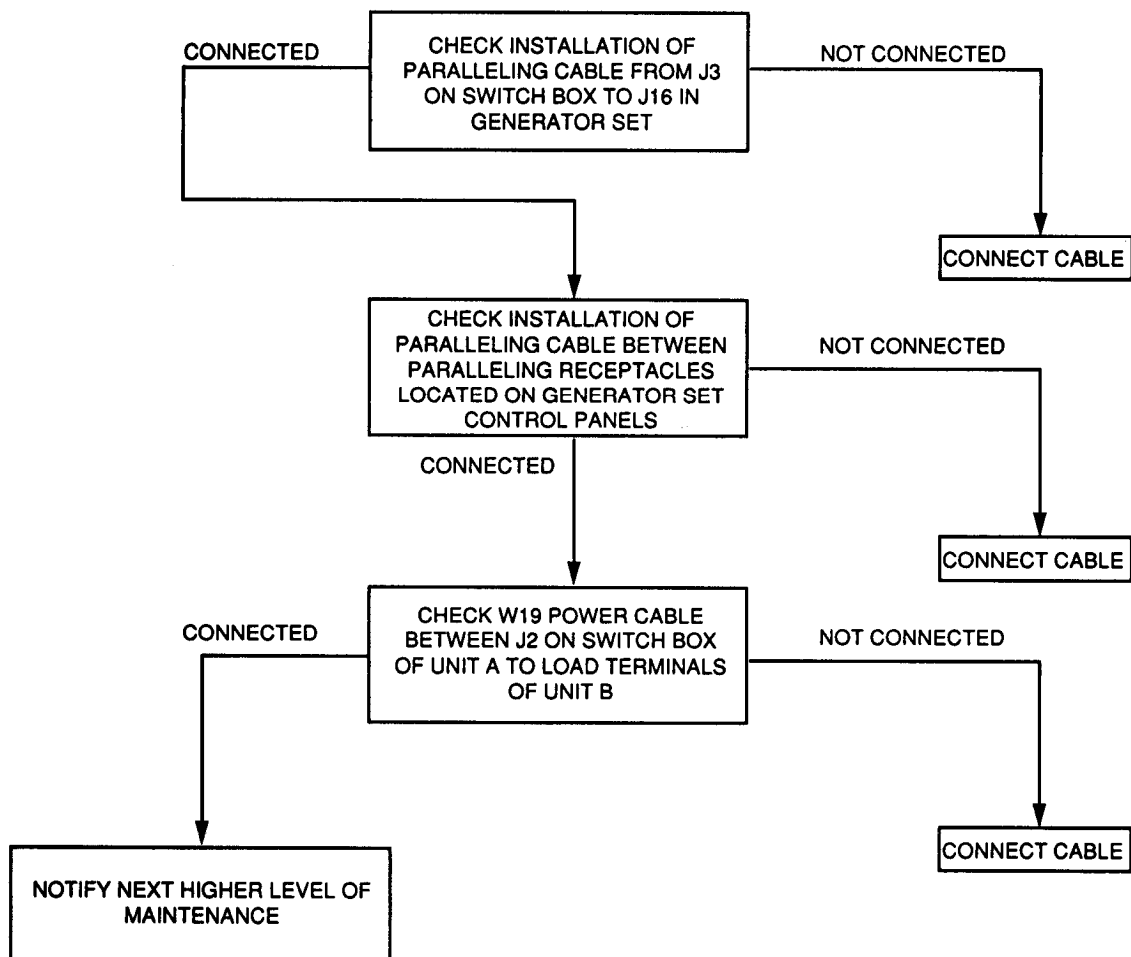 CONNECTED
CHECK INSTALLATION OF
PARALLELING CABLE FROM J3
ON SWITCH BOX TO J16 IN
GENERATOR SET
NOT CONNECTED
CONNECT CABLE
CHECK INSTALLATION OF
PARALLELING CABLE BETWEEN
PARALLELING RECEPTACLES
LOCATED ON GENERATOR SET
CONTROL PANELS
NOT CONNECTED
CONNECTED
CONNECT CABLE
CONNECTED
CHECK W19 POWER CABLE
BETWEEN J2 ON SWITCH BOX
OF UNIT A TO LOAD TERMINALS
OF UNIT B
NOT CONNECTED
CONNECT CABLE
NOTIFY NEXT HIGHER LEVEL OF
MAINTENANCE